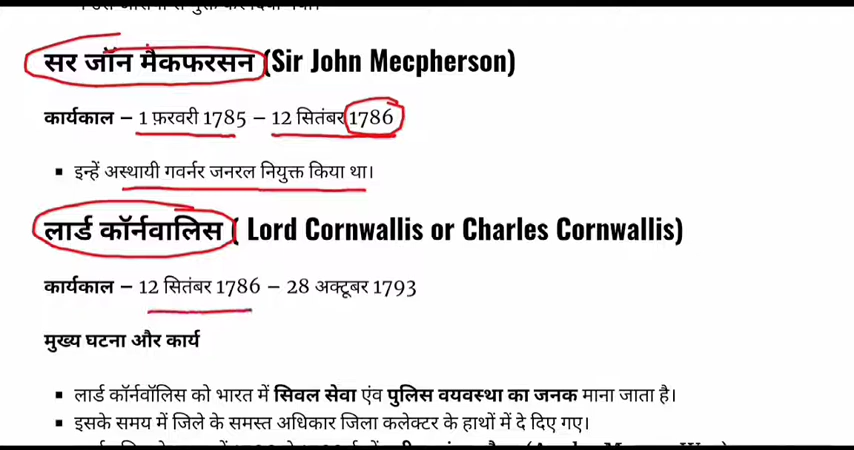 सर जॉन मैकफरसन (Sir John Mecpherson)
कार्यकाल – 1 फ़रवरी 1785 – 12 सितंबर 1786
▪ इन्हें अस्थायी गवर्नर जनरल नियुक्त किया था।
लार्ड कॉर्नवालिस ( Lord Cornwallis or Charles Cornwallis)
कार्यकाल – 12 सितंबर 1786 – 28 अक्टूबर 1793
मुख्य घटना और कार्य
▪ लार्ड कॉर्नवॉलिस को भारत में सिवल सेवा एंव पुलिस वयवस्था का जनक माना जाता है।
▪ इसके समय में जिले के समस्त अधिकार जिला कलेक्टर के हाथों में दे दिए गए।